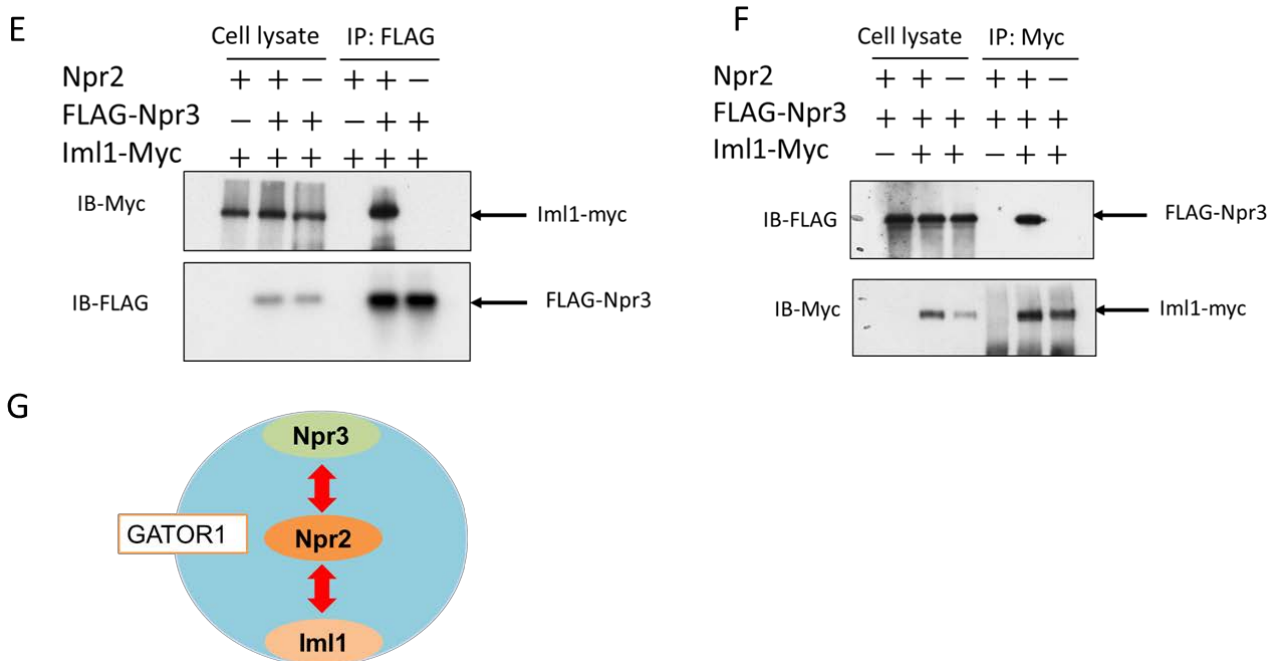 E
Cell lysate IP: FLAG
Npr2 + + − + + −
FLAG-Npr3 − + + − + +
Iml1-Myc + + + + + +
IB-Myc Iml1-myc
IB-FLAG FLAG-Npr3
F
Cell lysate IP: Myc
Npr2 + + − + + −
FLAG-Npr3 + + + + + +
Iml1-Myc − + + − + +
IB-FLAG FLAG-Npr3
IB-Myc Iml1-myc
G
Npr3
GATOR1 Npr2
Iml1